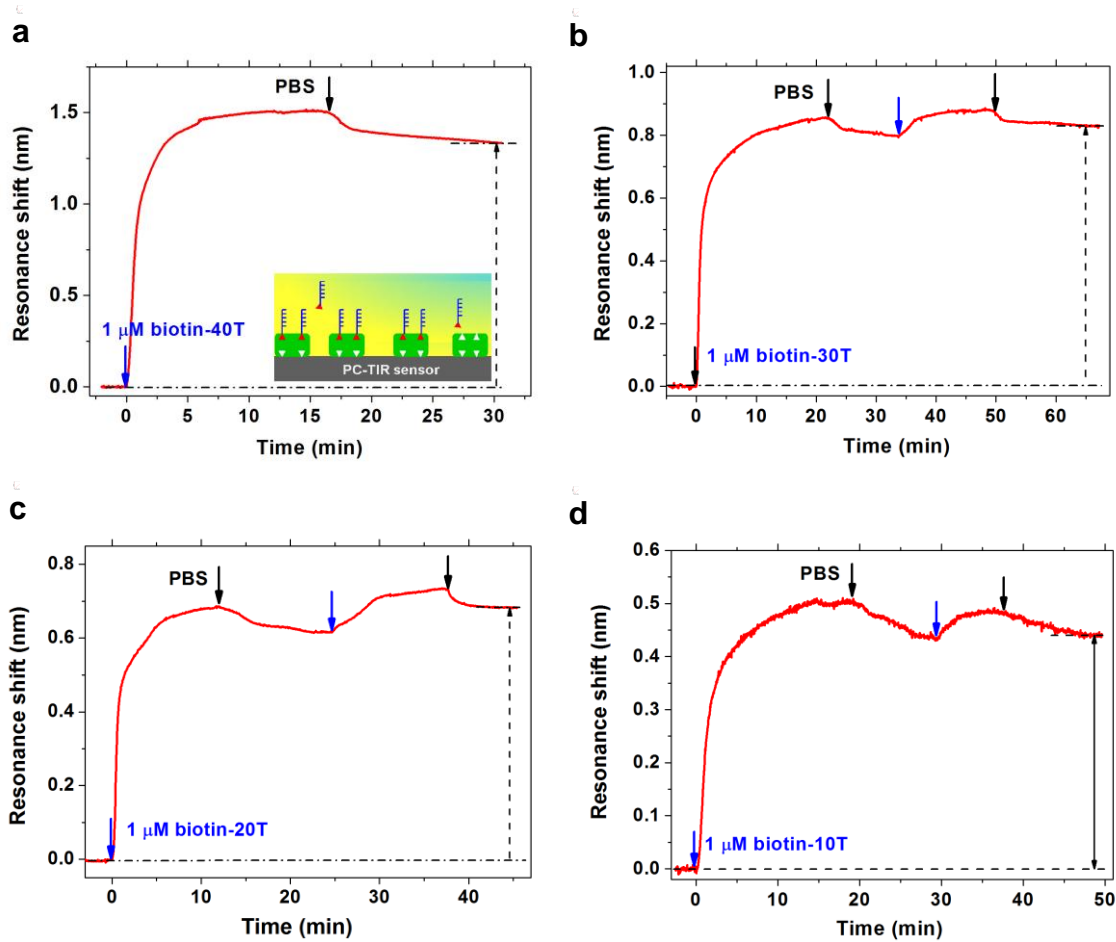 a
PBS
1 μM biotin-40T
PC-TIR sensor
Resonance shift (nm)
1.5
1.0
0.5
0.0
0 5 10 15 20 25 30
Time (min)
b
PBS
1 μM biotin-30T
Resonance shift (nm)
1.0
0.8
0.6
0.4
0.2
0.0
0 10 20 30 40 50 60
Time (min)
c
PBS
1 μM biotin-20T
Resonance shift (nm)
0.8
0.6
0.4
0.2
0.0
0 10 20 30 40
Time (min)
d
PBS
1 μM biotin-10T
Resonance shift (nm)
0.6
0.5
0.4
0.3
0.2
0.1
0.0
0 10 20 30 40 50
Time (min)